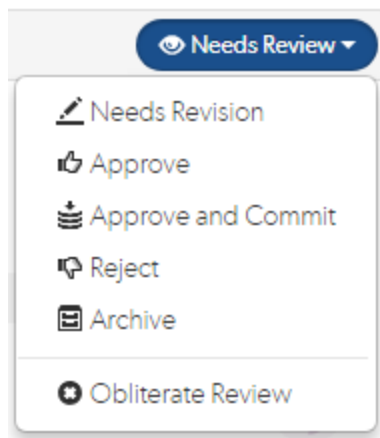 Needs Review
Needs Revision
Approve
Approve and Commit
Reject
Archive
Obliterate Review